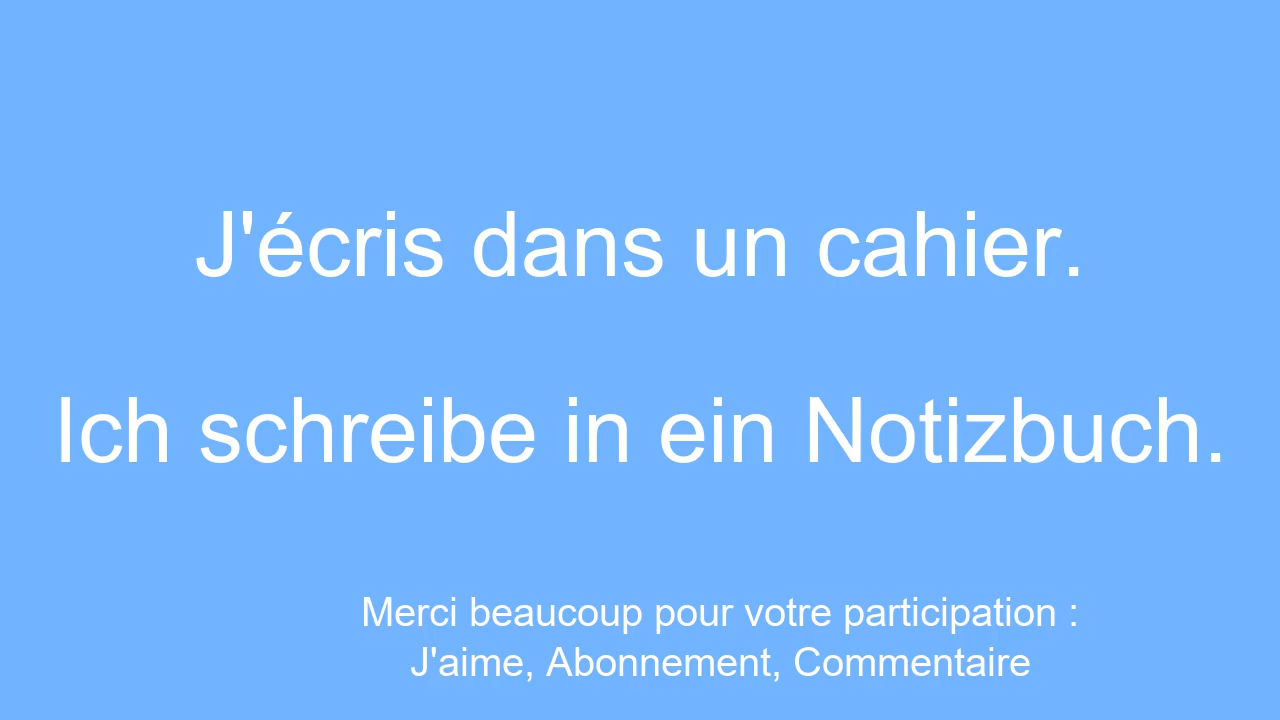 J'écris dans un cahier.
Ich schreibe in ein Notizbuch.
Merci beaucoup pour votre participation :
J'aime, Abonnement, Commentaire